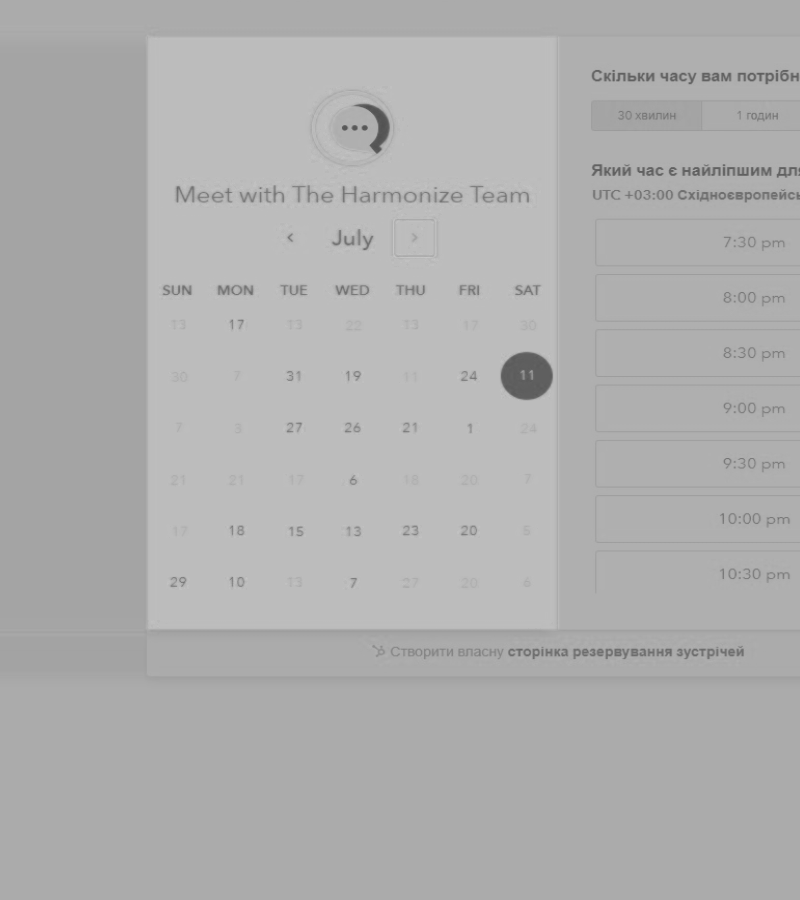 Meet with The Harmonize Team
‹ July ›
SUN MON TUE WED THU FRI SAT
13 17 13 22 13 17 30
30 7 31 19 11 24 11
7 3 27 26 21 1 24
21 21 17 6 18 20 7
17 18 15 13 23 20 5
29 10 13 7 27 20 6
Скільки часу вам потрібн
30 хвилин 1 годин
Який час є найліпшим для
UTC +03:00 Східноєвропейсь
7:30 pm
8:00 pm
8:30 pm
9:00 pm
9:30 pm
10:00 pm
10:30 pm
Створити власну сторінка резервування зустрічей